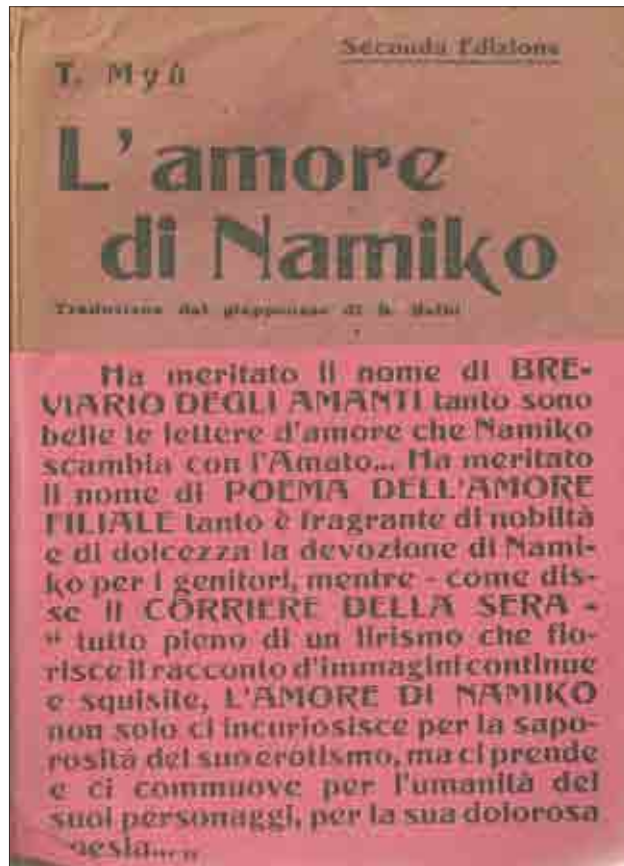 Seconda Edizione
T. Myû
L'amore
di Namiko
Traduzione dal giapponese di
Ha meritato il nome di BRE-
VIARIO DEGLI AMANTI tanto sono
belle le lettere d'amore che Namiko
scambia con l'Amato... Ha meritato
il nome di POEMA DELL'AMORE
FILIALE tanto è fragrante di nobiltà
e di dolcezza la devozione di Nami-
ko per i genitori, mentre - come dis-
se il CORRIERE DELLA SERA -
" tutto pieno di un lirismo che fio-
risce il racconto d'immagini continue
e squisite, L'AMORE DI NAMIKO
non solo ci incuriosisce per la sapo-
rosità del suo erotismo, ma ci prende
e ci commuove per l'umanità dei
suoi personaggi, per la sua dolorosa
poesia... „